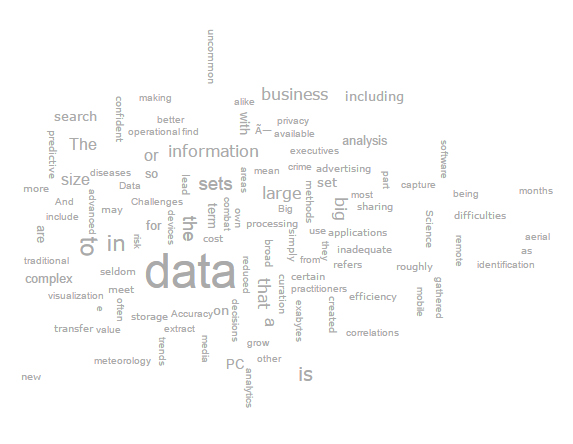 uncommon
business
including
making
alike
confident
search
better
with
privacy
Ã—
available
operational
find
predictive
The
or
information
executives
analysis
software
diseases
so
areas
mean
crime
advertising
part
size
Data
lead
sets
large
set
capture
more
advanced
methods
most
being
months
And
Challenges
combat
own
Big
big
sharing
include
may
devices
the
term
processing
Science
difficulties
are
for
simply
use
applications
to
in
risk
cost
broad
they
inadequate
remote
aerial
as
traditional
seldom
data
reduced
from
refers
roughly
identification
complex
meet
that
curation
certain
practitioners
gathered
visualization
e
often
storage
Accuracy
on
decisions
a
exabytes
created
efficiency
mobile
transfer
value
extract
correlations
trends
media
grow
meteorology
PC
other
analytics
is
new